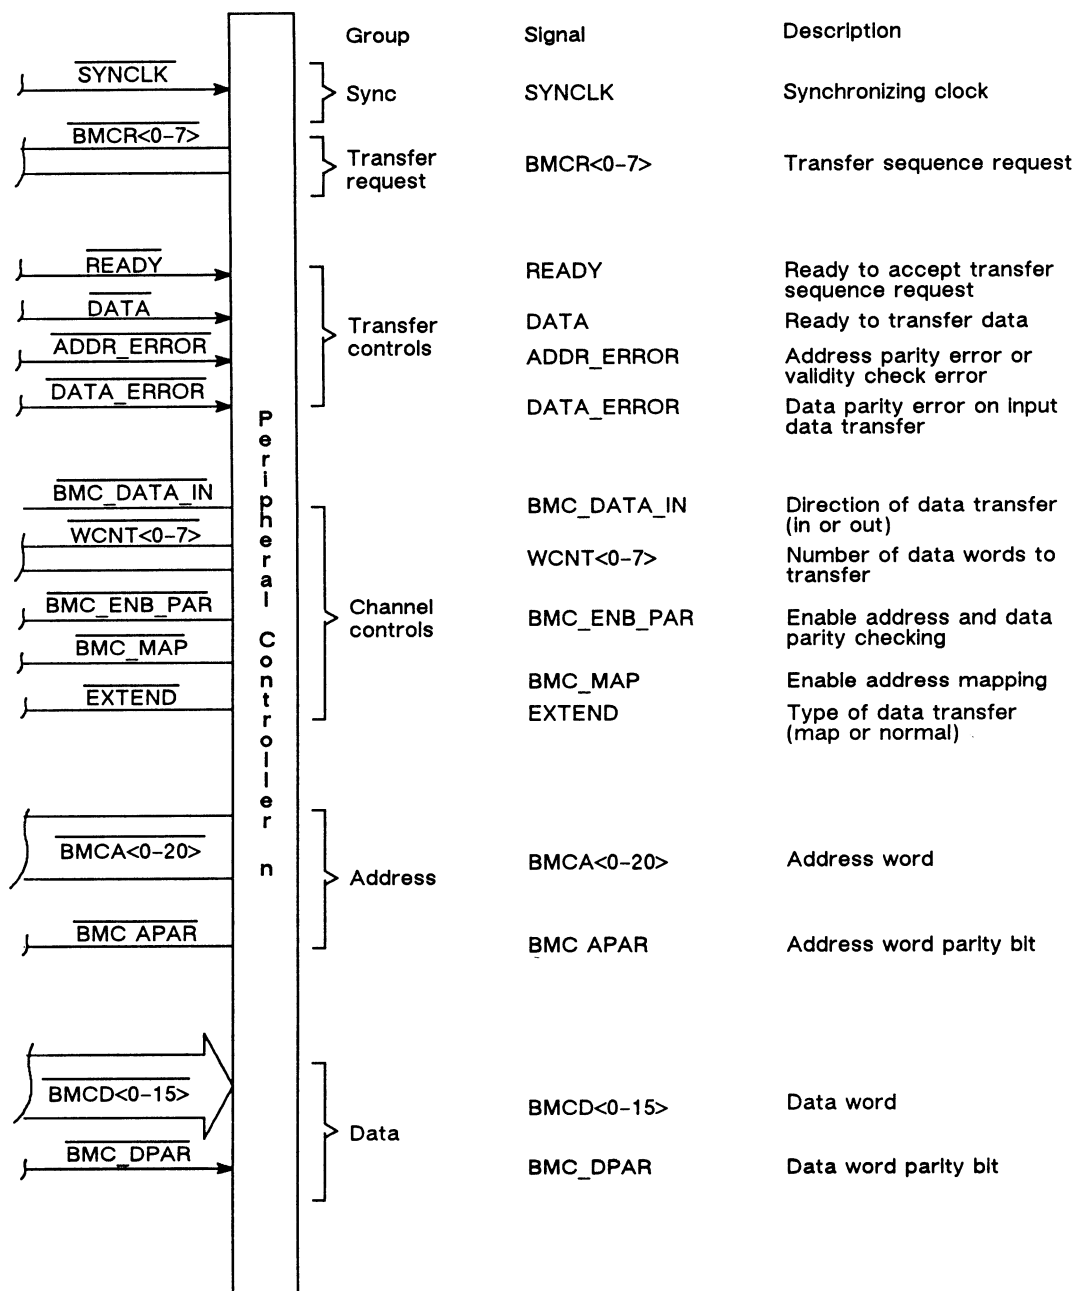 Group Signal Description
SYNCLK
Sync SYNCLK Synchronizing clock
BMCR<0-7>
Transfer
request
BMCR<0-7> Transfer sequence request
READY
READY Ready to accept transfer
sequence request
DATA
DATA Ready to transfer data
Transfer
controls
ADDR_ERROR
ADDR_ERROR Address parity error or
validity check error
DATA_ERROR
DATA_ERROR Data parity error on input
data transfer
Peripheral Controller n
BMC_DATA_IN
BMC_DATA_IN Direction of data transfer
(in or out)
WCNT<0-7>
WCNT<0-7> Number of data words to
transfer
BMC_ENB_PAR
Channel
controls
BMC_ENB_PAR Enable address and data
parity checking
BMC_MAP
BMC_MAP Enable address mapping
EXTEND
EXTEND Type of data transfer
(map or normal)
BMCA<0-20>
Address
BMCA<0-20> Address word
BMC APAR
BMC APAR Address word parity bit
BMCD<0-15>
BMCD<0-15> Data word
Data
BMC_DPAR
BMC_DPAR Data word parity bit